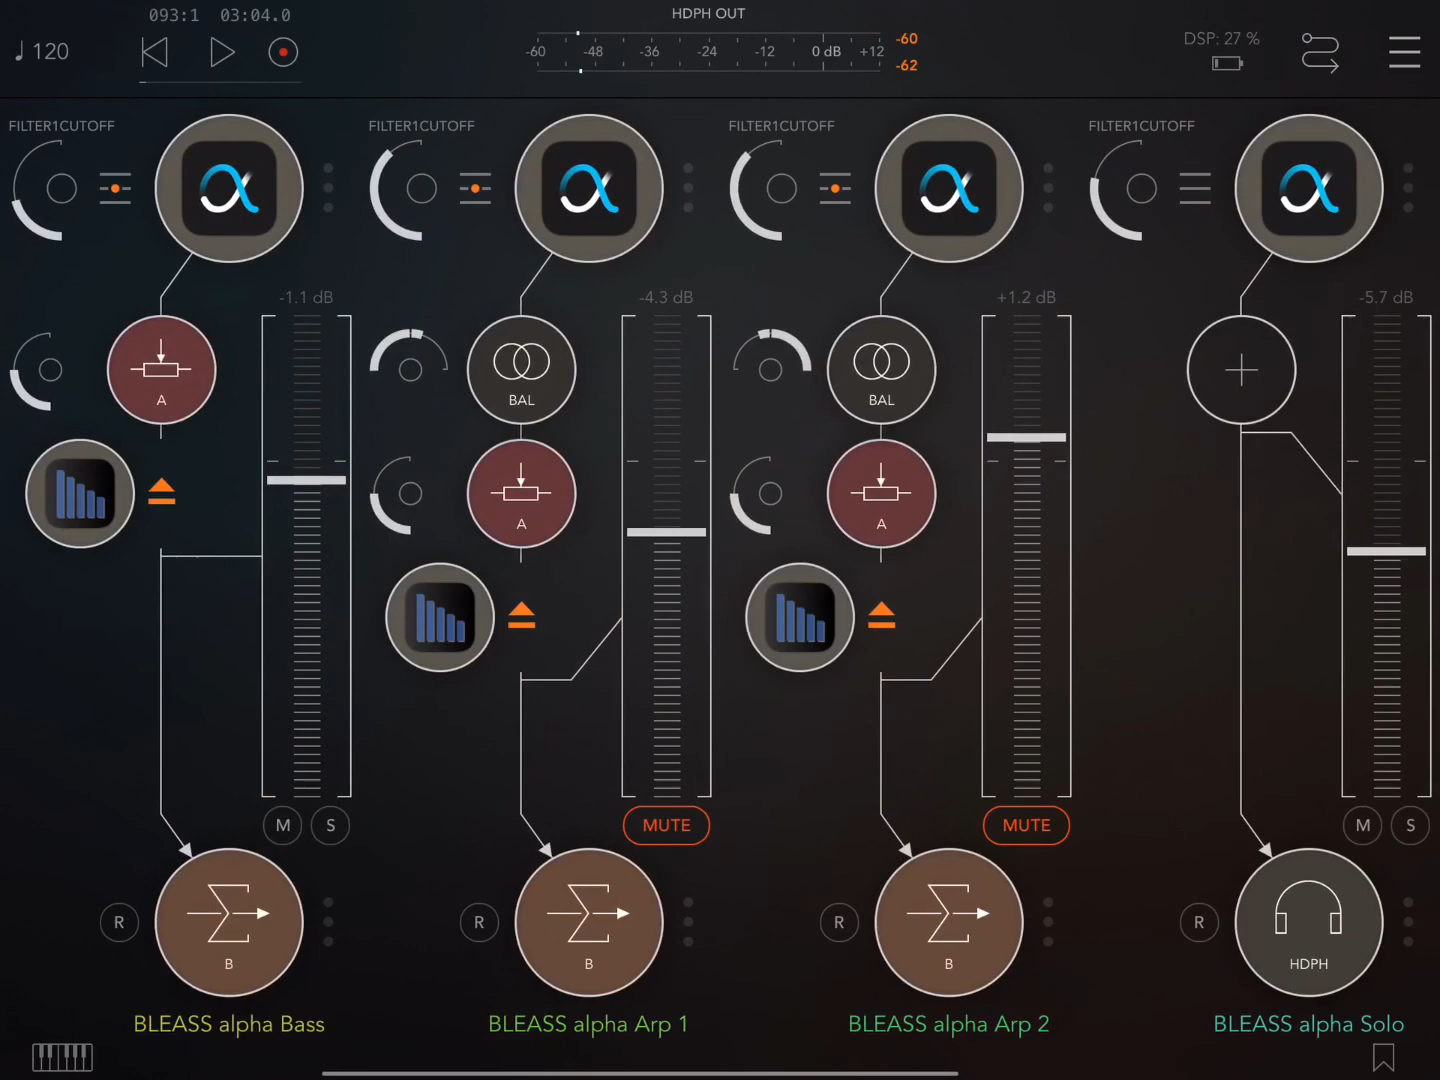 093:1 03:04.0
120
HDPH OUT
-60 -48 -36 -24 -12 0 dB +12
-60
-62
DSP: 27 %
FILTER1CUTOFF
FILTER1CUTOFF
FILTER1CUTOFF
FILTER1CUTOFF
-1.1 dB
-4.3 dB
+1.2 dB
-5.7 dB
A
BAL
BAL
A
A
M S
MUTE
MUTE
M S
R
R
R
R
B
B
B
HDPH
BLEASS alpha Bass
BLEASS alpha Arp 1
BLEASS alpha Arp 2
BLEASS alpha Solo